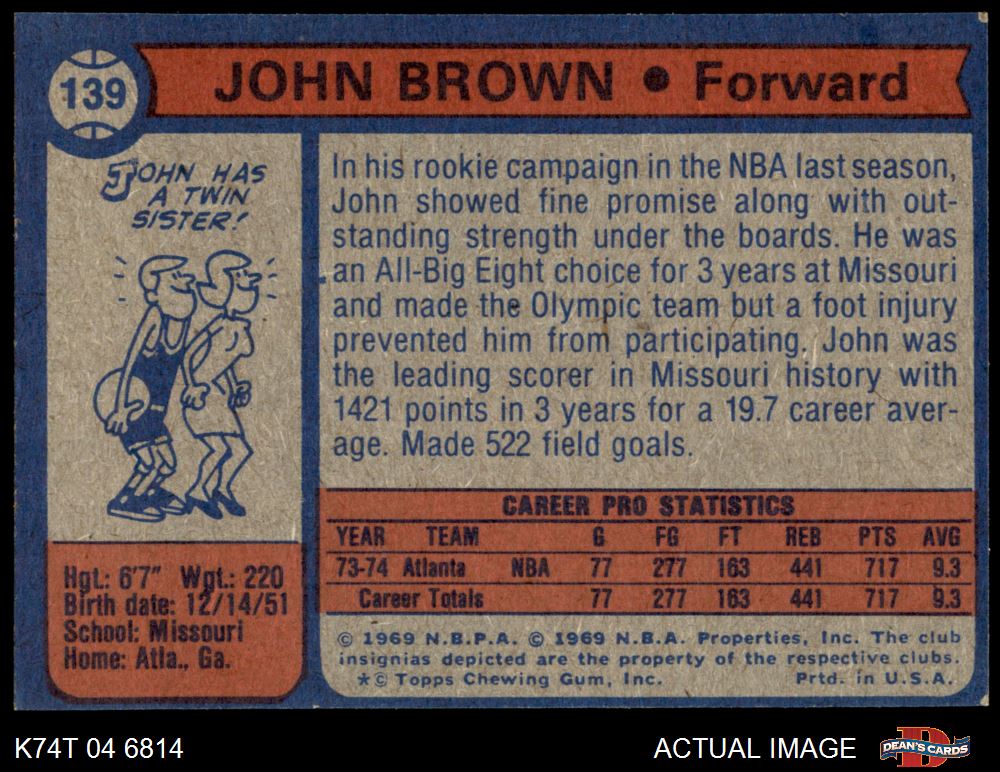 139
JOHN BROWN • Forward
JOHN HAS
A TWIN
SISTER!
In his rookie campaign in the NBA last season,
John showed fine promise along with out-
standing strength under the boards. He was
an All-Big Eight choice for 3 years at Missouri
and made the Olympic team but a foot injury
prevented him from participating. John was
the leading scorer in Missouri history with
1421 points in 3 years for a 19.7 career aver-
age. Made 522 field goals.
Hgt.: 6'7" Wgt.: 220
Birth date: 12/14/51
School: Missouri
Home: Atla., Ga.
CAREER PRO STATISTICS
YEAR TEAM G FG FT REB PTS AVG
73-74 Atlanta NBA 77 277 163 441 717 9.3
Career Totals 77 277 163 441 717 9.3
© 1969 N.B.P.A. © 1969 N.B.A. Properties, Inc. The club
insignias depicted are the property of the respective clubs.
*© Topps Chewing Gum, Inc. Prtd. in U.S.A.
K74T 04 6814
ACTUAL IMAGE
D
DEAN'S CARDS